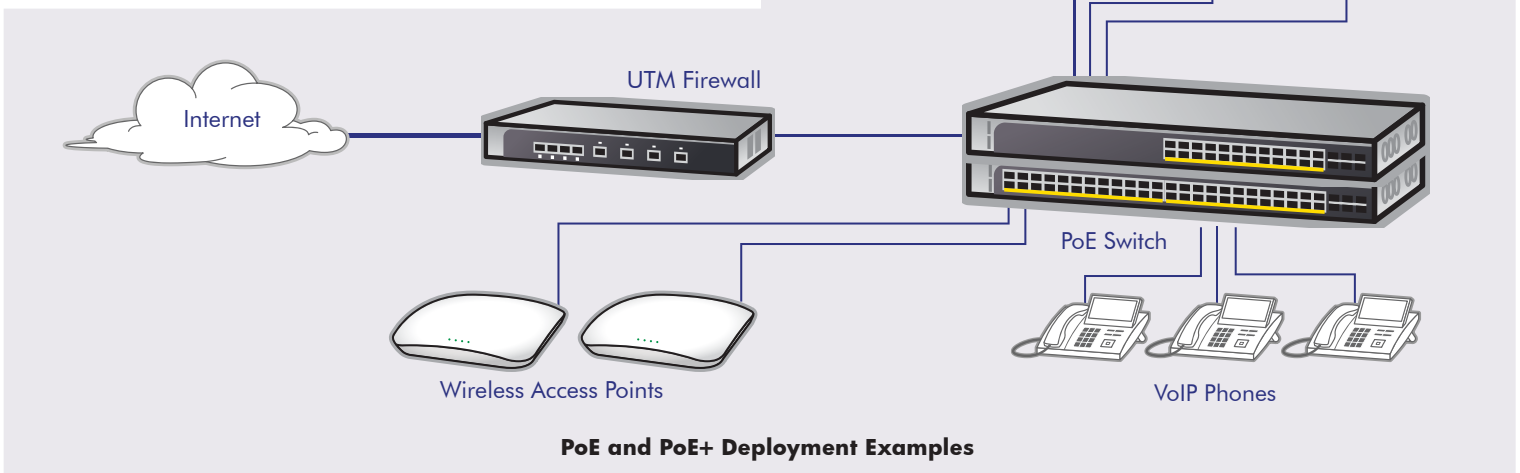 UTM Firewall
Internet
PoE Switch
Wireless Access Points
VoIP Phones
PoE and PoE+ Deployment Examples